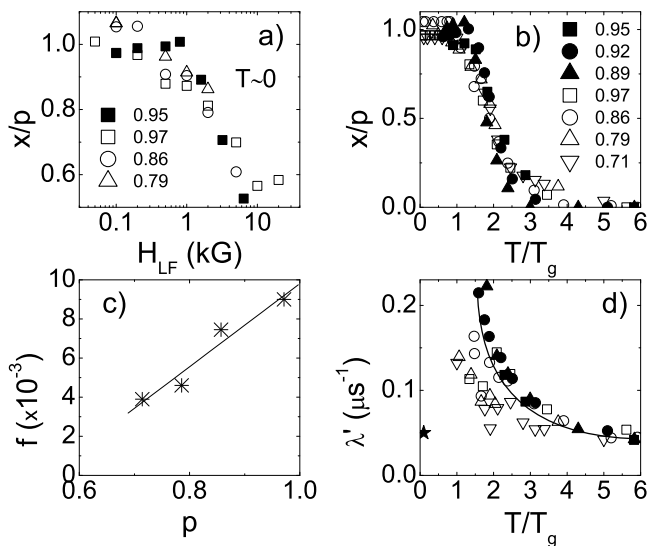 a)
T~0
x/p
1.0
0.8
0.6
0.95
0.97
0.86
0.79
0.1
1
10
H_LF (kG)
b)
x/p
1.0
0.5
0.0
0.95
0.92
0.89
0.97
0.86
0.79
0.71
0 1 2 3 4 5 6
T/T_g
c)
f (x10⁻³)
10
8
6
4
2
0
0.6 0.8 1.0
p
d)
λ' (μs⁻¹)
0.2
0.1
0.0
0 1 2 3 4 5 6
T/T_g